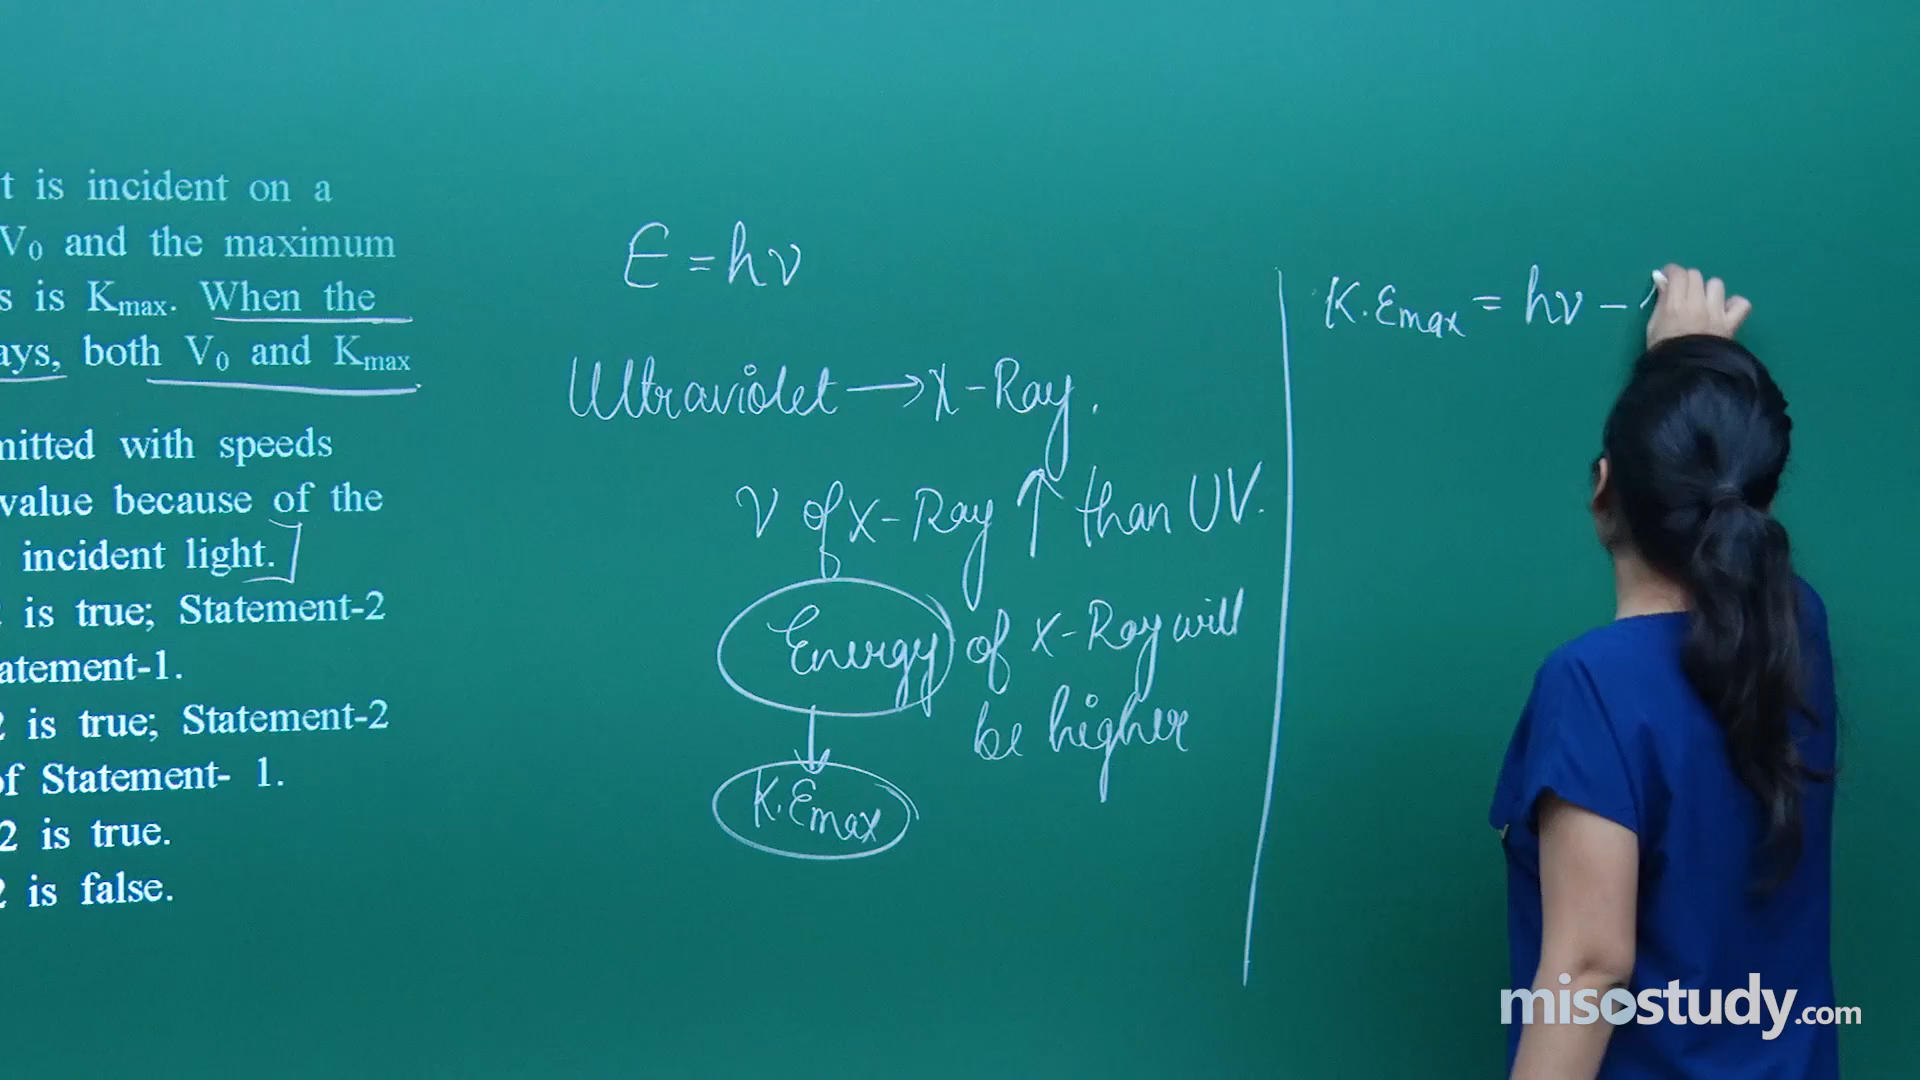 t is incident on a
V₀ and the maximum
s is Kmax. When the
ays, both V₀ and Kmax
mitted with speeds
value because of the
incident light.
is true; Statement-2
atement-1.
2 is true; Statement-2
of Statement- 1.
2 is true.
2 is false.
E = hν
Ultraviolet → X-Ray.
ν of X-Ray ↑ than UV.
Energy of X-Ray will
be higher
K.Emax
K.Emax = hν –
misostudy.com